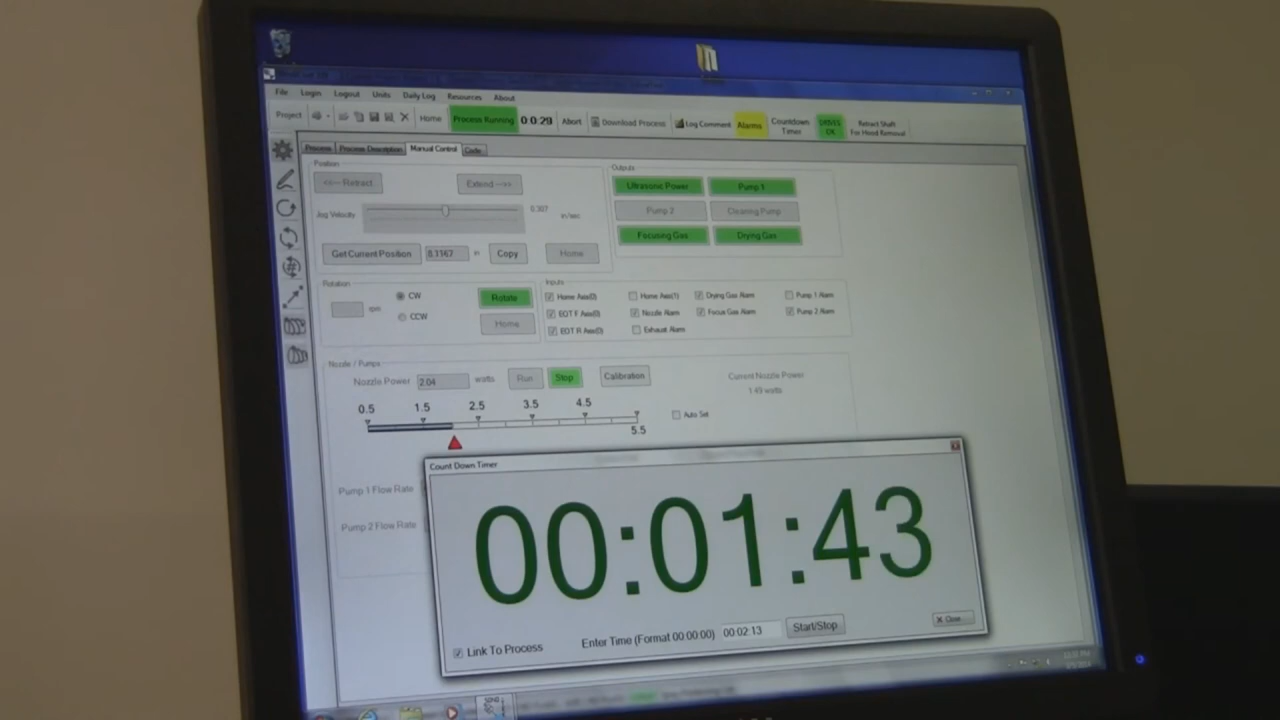 File Login Logout Units Daily Log Resources About
Project Home Process Running 0:0:29 Abort Download Process Log Comment Alarms Countdown Timer DRIVES OK Retract Shaft For Hood Removal
Process Process Description Manual Control Code
Position
<<--- Retract Extend --->>
Jog Velocity 0.307 in/sec
Get Current Position 8.1167 in Copy Home
Outputs
Ultrasonic Power Pump 1
Pump 2 Cleaning Pump
Focusing Gas Drying Gas
Rotation
rpm CW Rotate
CCW Home
Inputs
Home Axis(0) Home Axis(1) Drying Gas Alarm Pump 1 Alarm
EOT F Axis(0) Nozzle Alarm Focus Gas Alarm Pump 2 Alarm
EOT R Axis(0) Exhaust Alarm
Nozzle / Pumps
Nozzle Power 2.04 watts Run Stop Calibration
Current Nozzle Power
1.49 watts
0.5 1.5 2.5 3.5 4.5
5.5
Auto Set
Pump 1 Flow Rate
Pump 2 Flow Rate
Count Down Timer
00:01:43
Link To Process Enter Time (Format 00:00:00) 00:02:13 Start/Stop Close